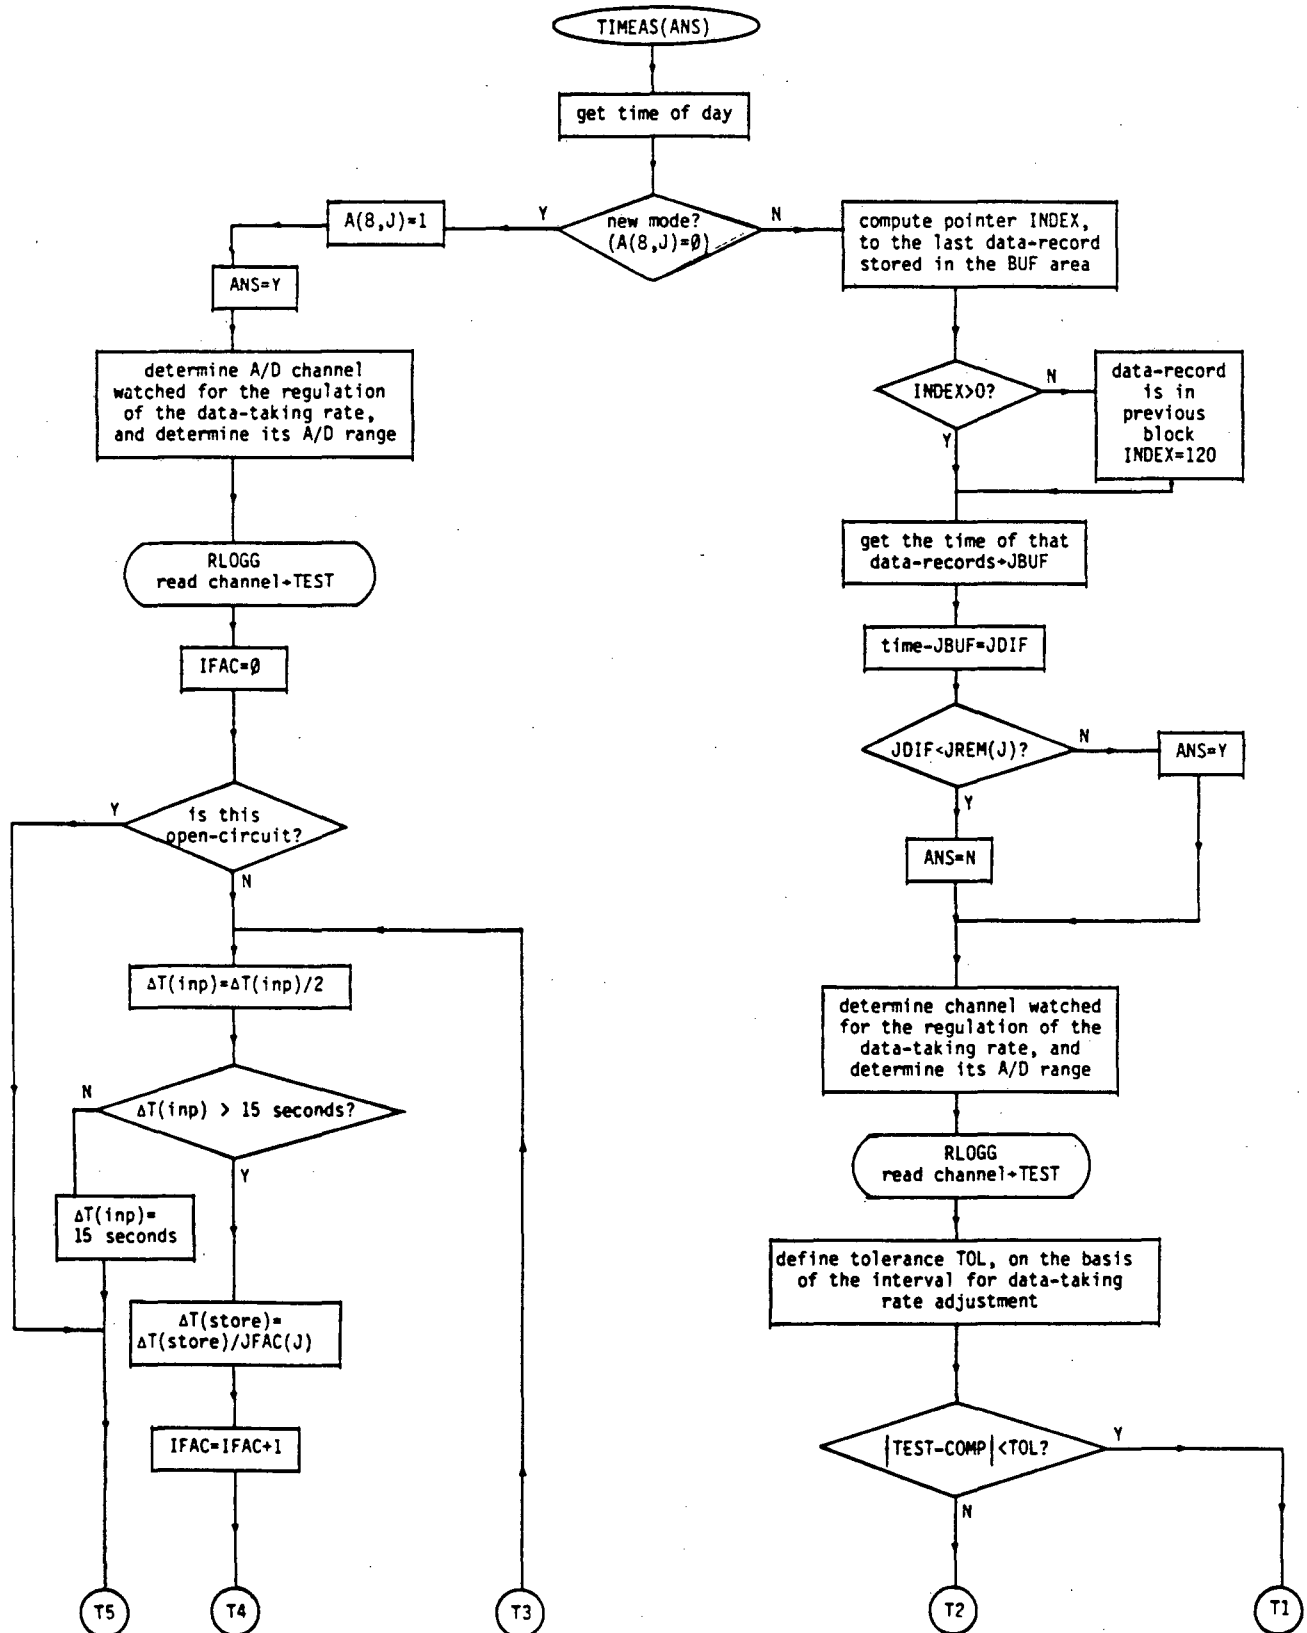 TIMEAS(ANS)
get time of day
new mode?
(A(8,J)=0)
Y
N
A(8,J)=1
ANS=Y
determine A/D channel
watched for the regulation
of the data-taking rate,
and determine its A/D range
RLOGG
read channel→TEST
IFAC=0
is this
open-circuit?
Y
N
ΔT(inp)=ΔT(inp)/2
ΔT(inp) > 15 seconds?
N
Y
ΔT(inp)=
15 seconds
ΔT(store)=
ΔT(store)/JFAC(J)
IFAC=IFAC+1
T5
T4
T3
compute pointer INDEX,
to the last data-record
stored in the BUF area
INDEX>0?
N
Y
data-record
is in
previous
block
INDEX=120
get the time of that
data-records→JBUF
time-JBUF=JDIF
JDIF<JREM(J)?
N
Y
ANS=Y
ANS=N
determine channel watched
for the regulation of the
data-taking rate, and
determine its A/D range
RLOGG
read channel→TEST
define tolerance TOL, on the basis
of the interval for data-taking
rate adjustment
|TEST-COMP|<TOL?
Y
N
T2
T1